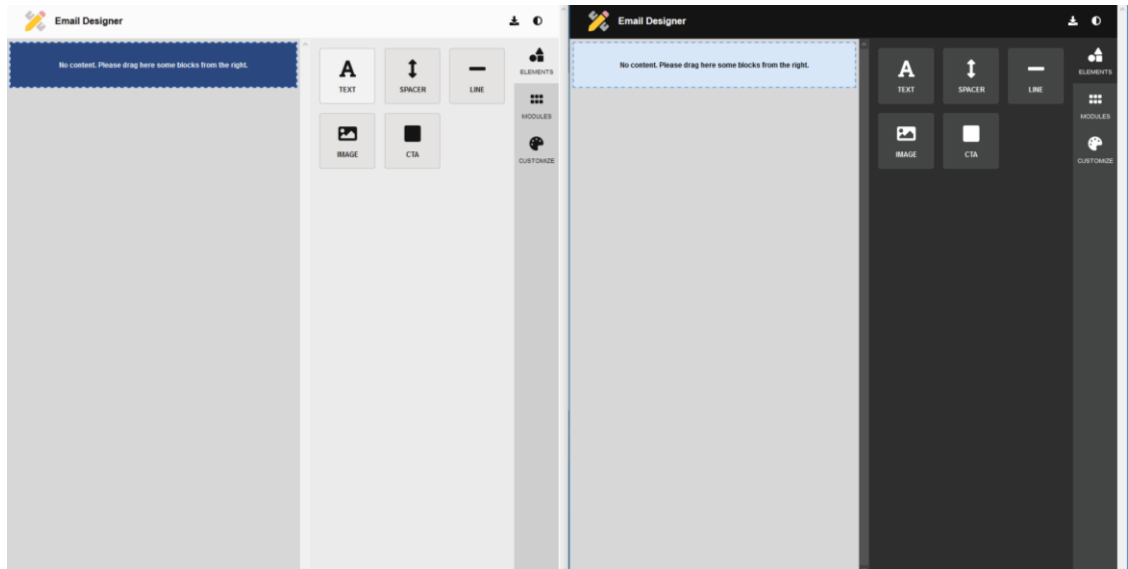 Email Designer
No content. Please drag here some blocks from the right.
TEXT
SPACER
LINE
IMAGE
CTA
ELEMENTS
MODULES
CUSTOMIZE
Email Designer
No content. Please drag here some blocks from the right.
TEXT
SPACER
LINE
IMAGE
CTA
ELEMENTS
MODULES
CUSTOMIZE